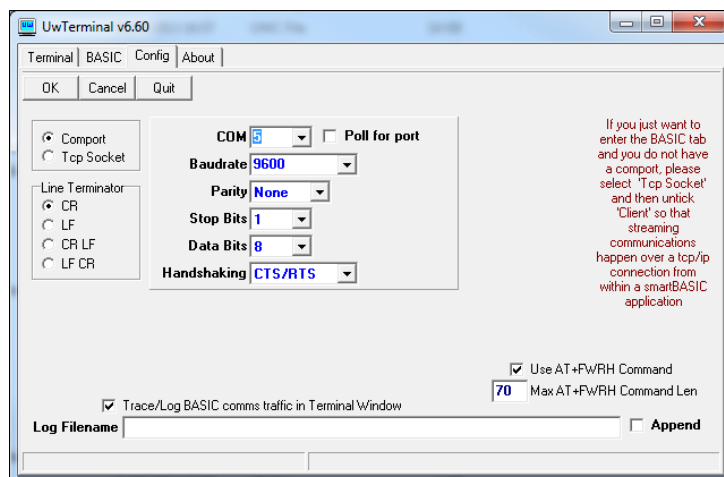 UwTerminal v6.60
Terminal BASIC Config About
OK Cancel Quit
Comport
Tcp Socket
Line Terminator
CR
LF
CR LF
LF CR
COM 5 Poll for port
Baudrate 9600
Parity None
Stop Bits 1
Data Bits 8
Handshaking CTS/RTS
If you just want to
enter the BASIC tab
and you do not have
a comport, please
select 'Tcp Socket'
and then untick
'Client' so that
streaming
communications
happen over a tcp/ip
connection from
within a smartBASIC
application
Use AT+FWRH Command
70 Max AT+FWRH Command Len
Trace/Log BASIC comms traffic in Terminal Window
Log Filename Append